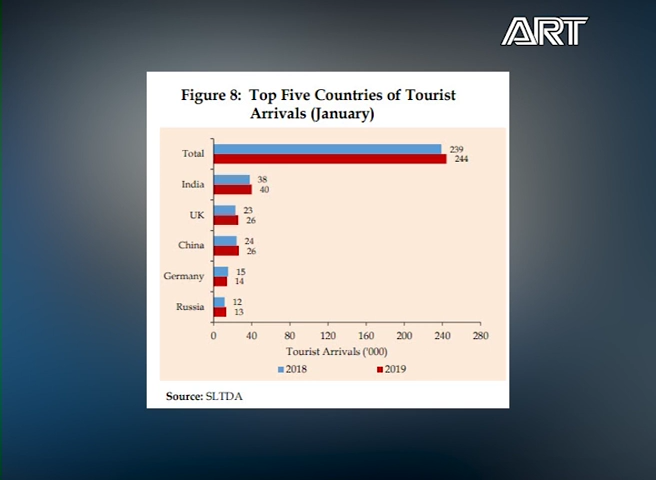 ART
Figure 8: Top Five Countries of Tourist
Arrivals (January)
Total
239
244
India
38
40
UK
23
26
China
24
26
Germany
15
14
Russia
12
13
0 40 80 120 160 200 240 280
Tourist Arrivals ('000)
2018 2019
Source: SLTDA